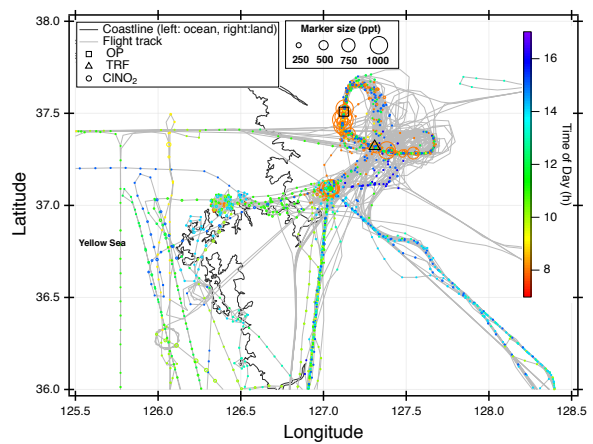 Coastline (left: ocean, right:land)
Flight track
OP
TRF
ClNO2
Marker size (ppt)
250 500 750 1000
38.0
37.5
37.0
36.5
36.0
Latitude
Yellow Sea
125.5 126.0 126.5 127.0 127.5 128.0 128.5
Longitude
16
14
12
10
8
Time of Day (h)